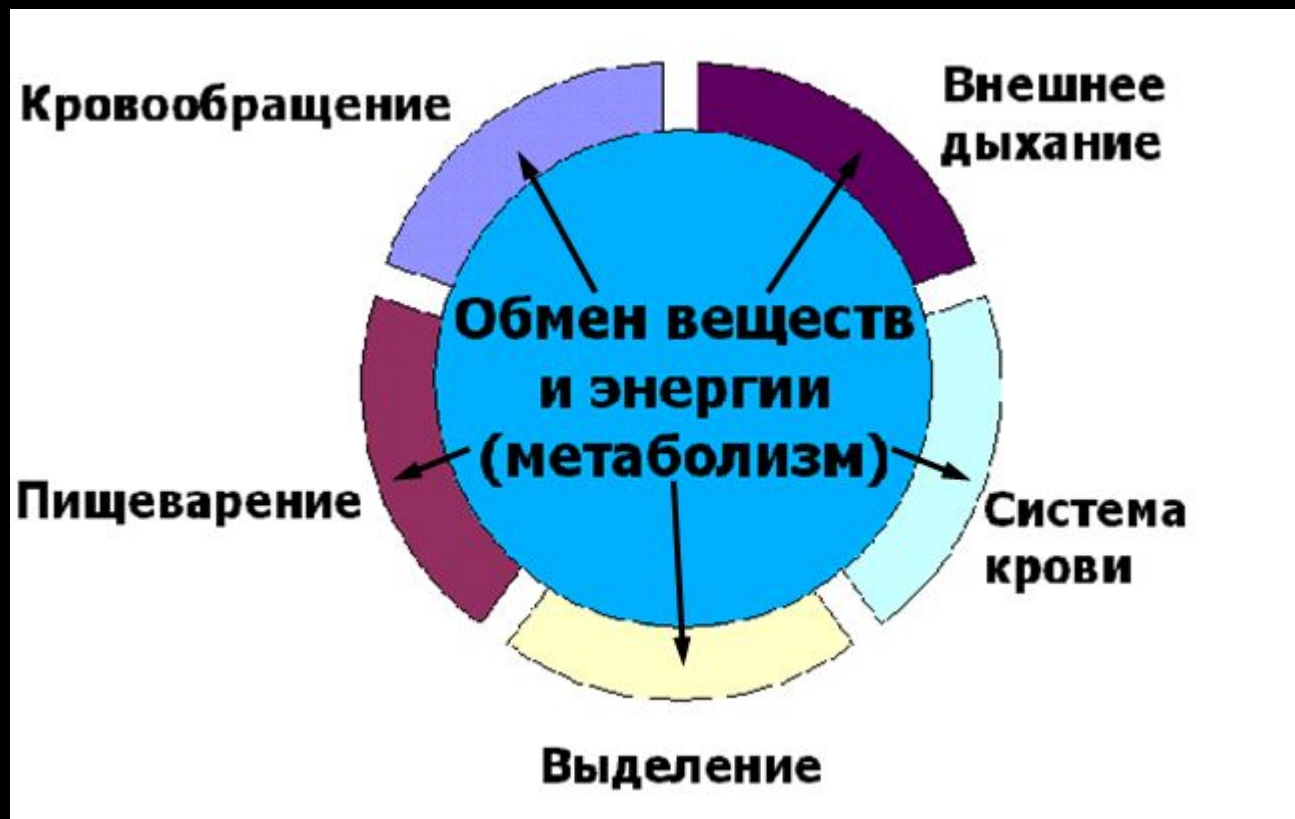 Кровообращение
Внешнее
дыхание
Обмен веществ
и энергии
(метаболизм)
Пищеварение
Система
крови
Выделение